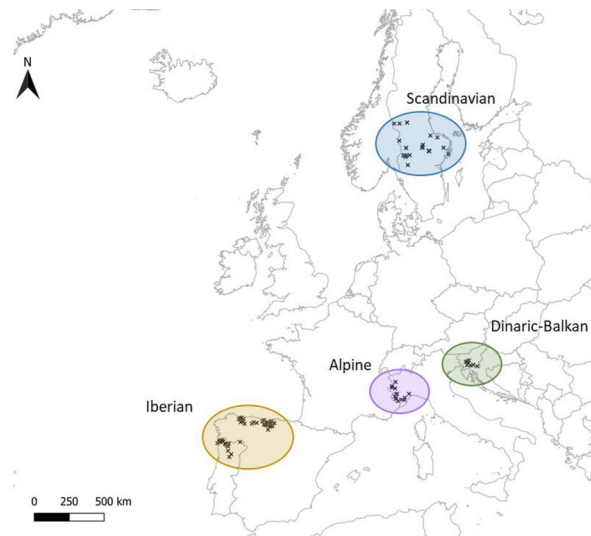 N
Scandinavian
Dinaric-Balkan
Alpine
Iberian
0 250 500 km